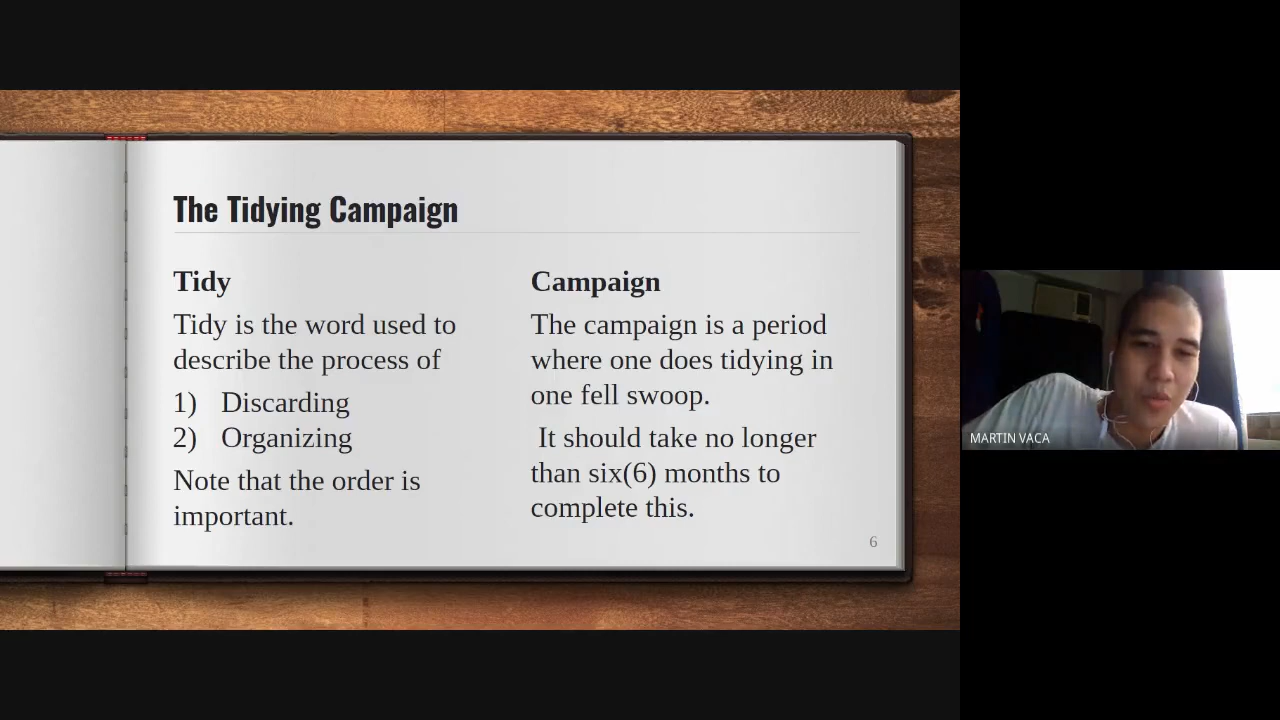 The Tidying Campaign
Tidy
Tidy is the word used to
describe the process of
1) Discarding
2) Organizing
Note that the order is
important.
Campaign
The campaign is a period
where one does tidying in
one fell swoop.
It should take no longer
than six(6) months to
complete this.
6
MARTIN VACA